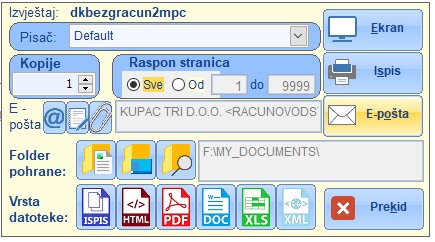 Izvještaj: dkbezgracun2mpc
Pisač: Default
Ekran
Kopije
1
Raspon stranica
Sve Od 1 do 9999
Ispis
E - pošta
@
KUPAC TRI D.O.O. <RACUNOVODS
E-pošta
Folder pohrane:
F:\MY_DOCUMENTS\
Vrsta datoteke:
ISPIS
HTML
PDF
DOC
XLS
XML
Prekid